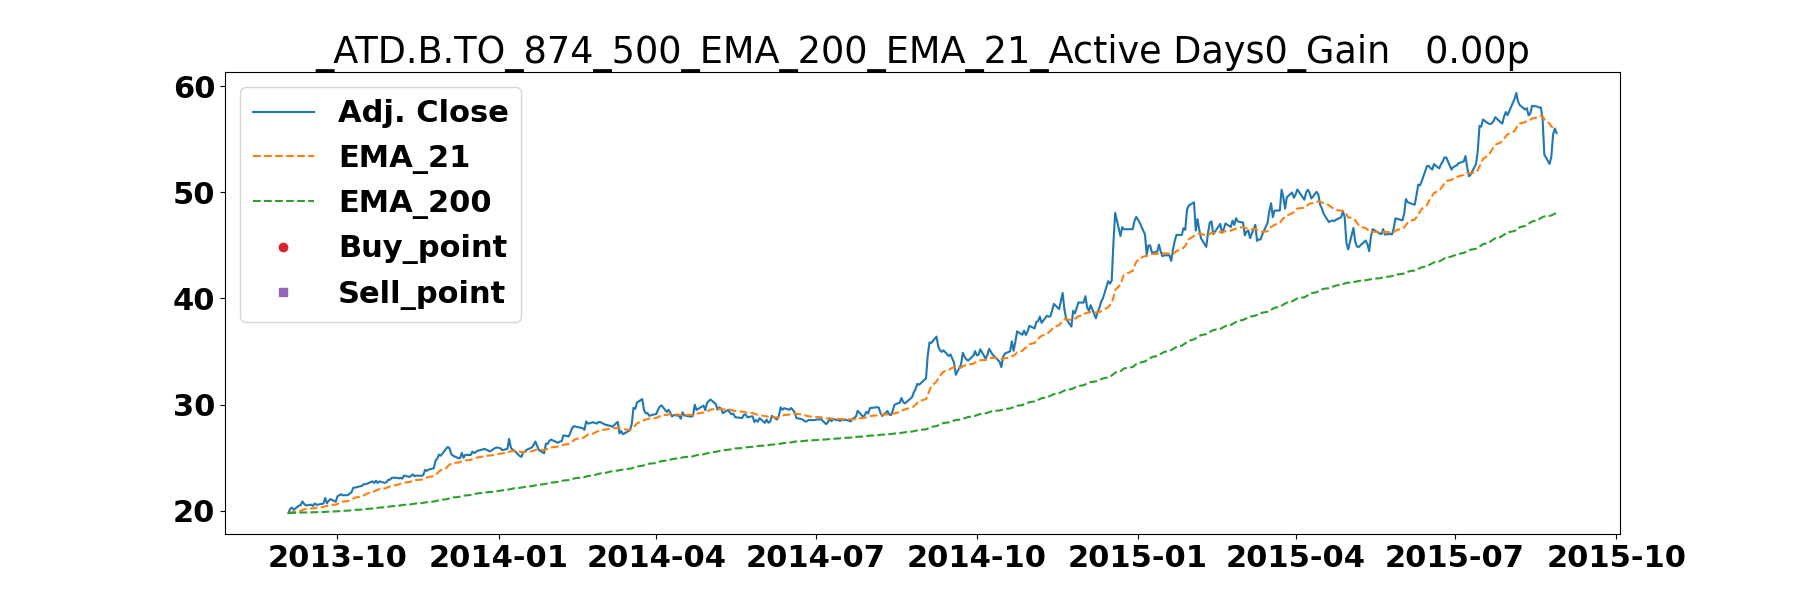 _ATD.B.TO_874_500_EMA_200_EMA_21_Active Days0_Gain   0.00p
60
50
40
30
20
Adj. Close
EMA_21
EMA_200
Buy_point
Sell_point
2013-10 2014-01 2014-04 2014-07 2014-10 2015-01 2015-04 2015-07 2015-10